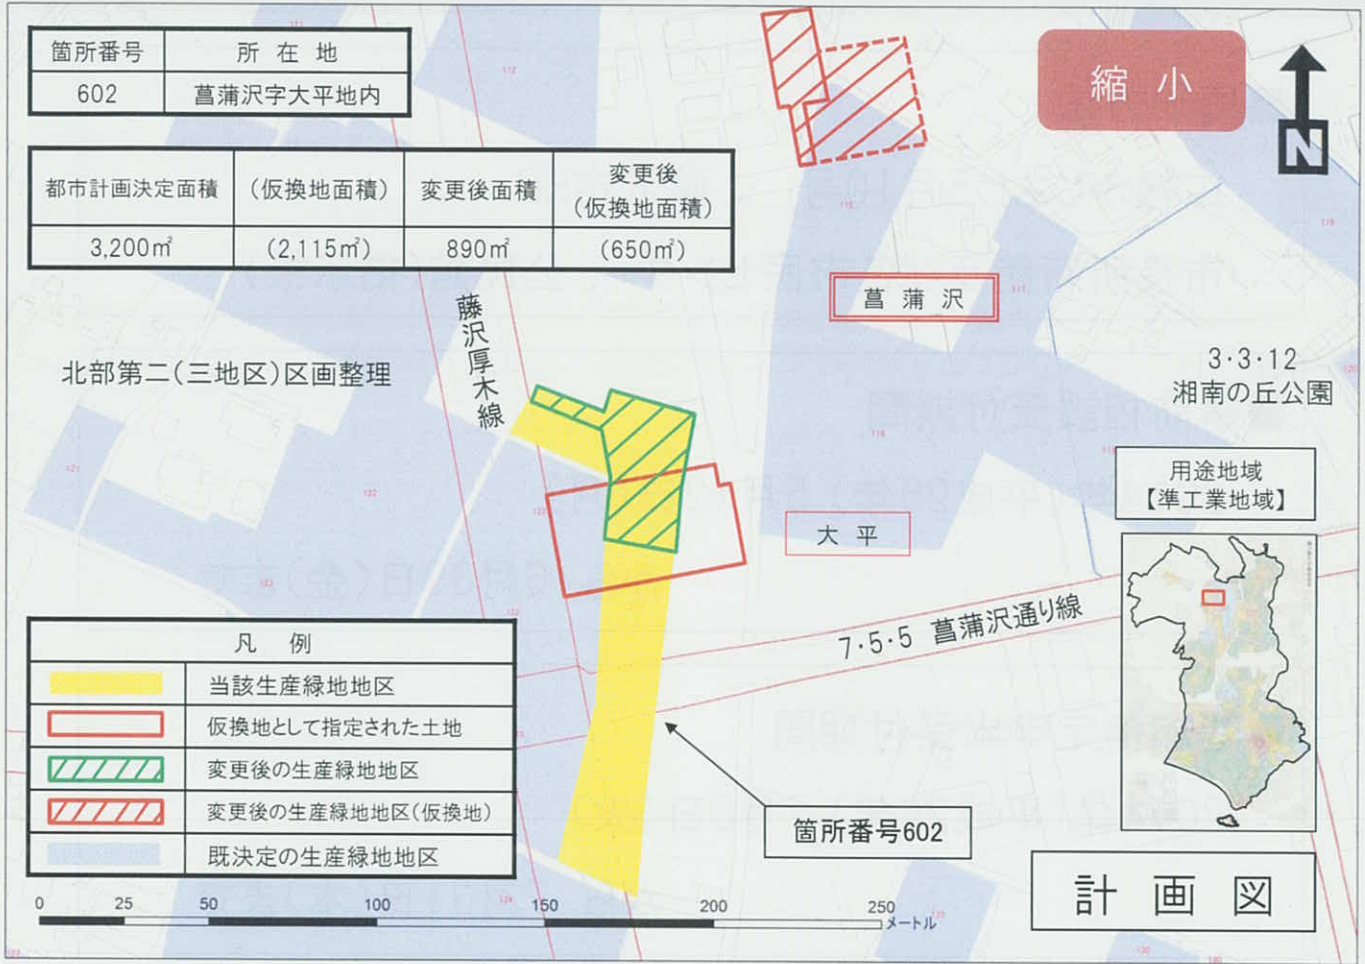 箇所番号 所在地
602 菖蒲沢字大平地内
縮小
N
都市計画決定面積 (仮換地面積) 変更後面積 変更後(仮換地面積)
3,200㎡ (2,115㎡) 890㎡ (650㎡)
菖蒲沢
藤沢厚木線
北部第二(三地区)区画整理
3・3・12
湘南の丘公園
用途地域
【準工業地域】
大平
7・5・5 菖蒲沢通り線
凡例
当該生産緑地地区
仮換地として指定された土地
変更後の生産緑地地区
変更後の生産緑地地区(仮換地)
既決定の生産緑地地区
箇所番号602
計画図
0 25 50 100 150 200 250
メートル